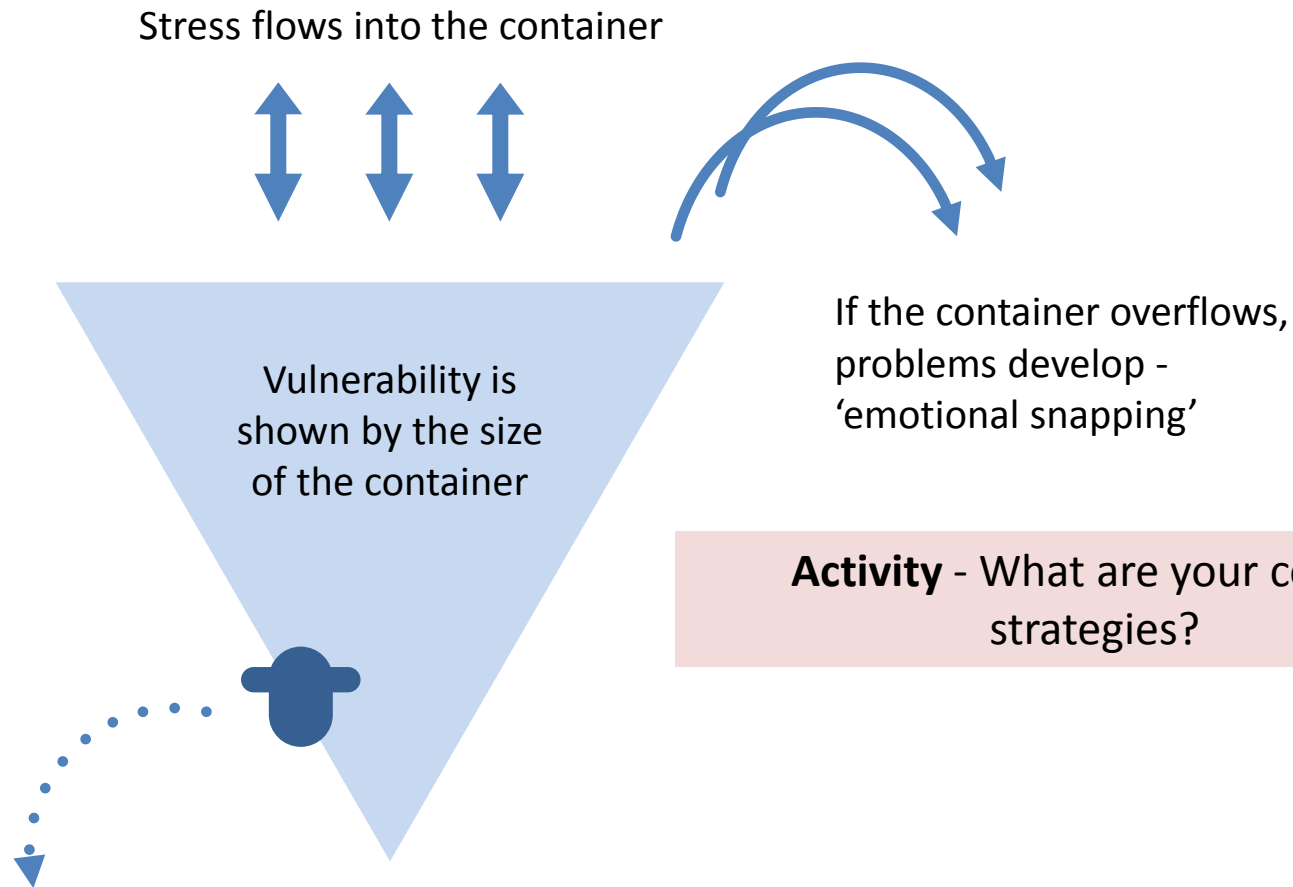 Stress flows into the container
Vulnerability is
shown by the size
of the container
If the container overflows,
problems develop -
‘emotional snapping’
Activity - What are your
strategies?